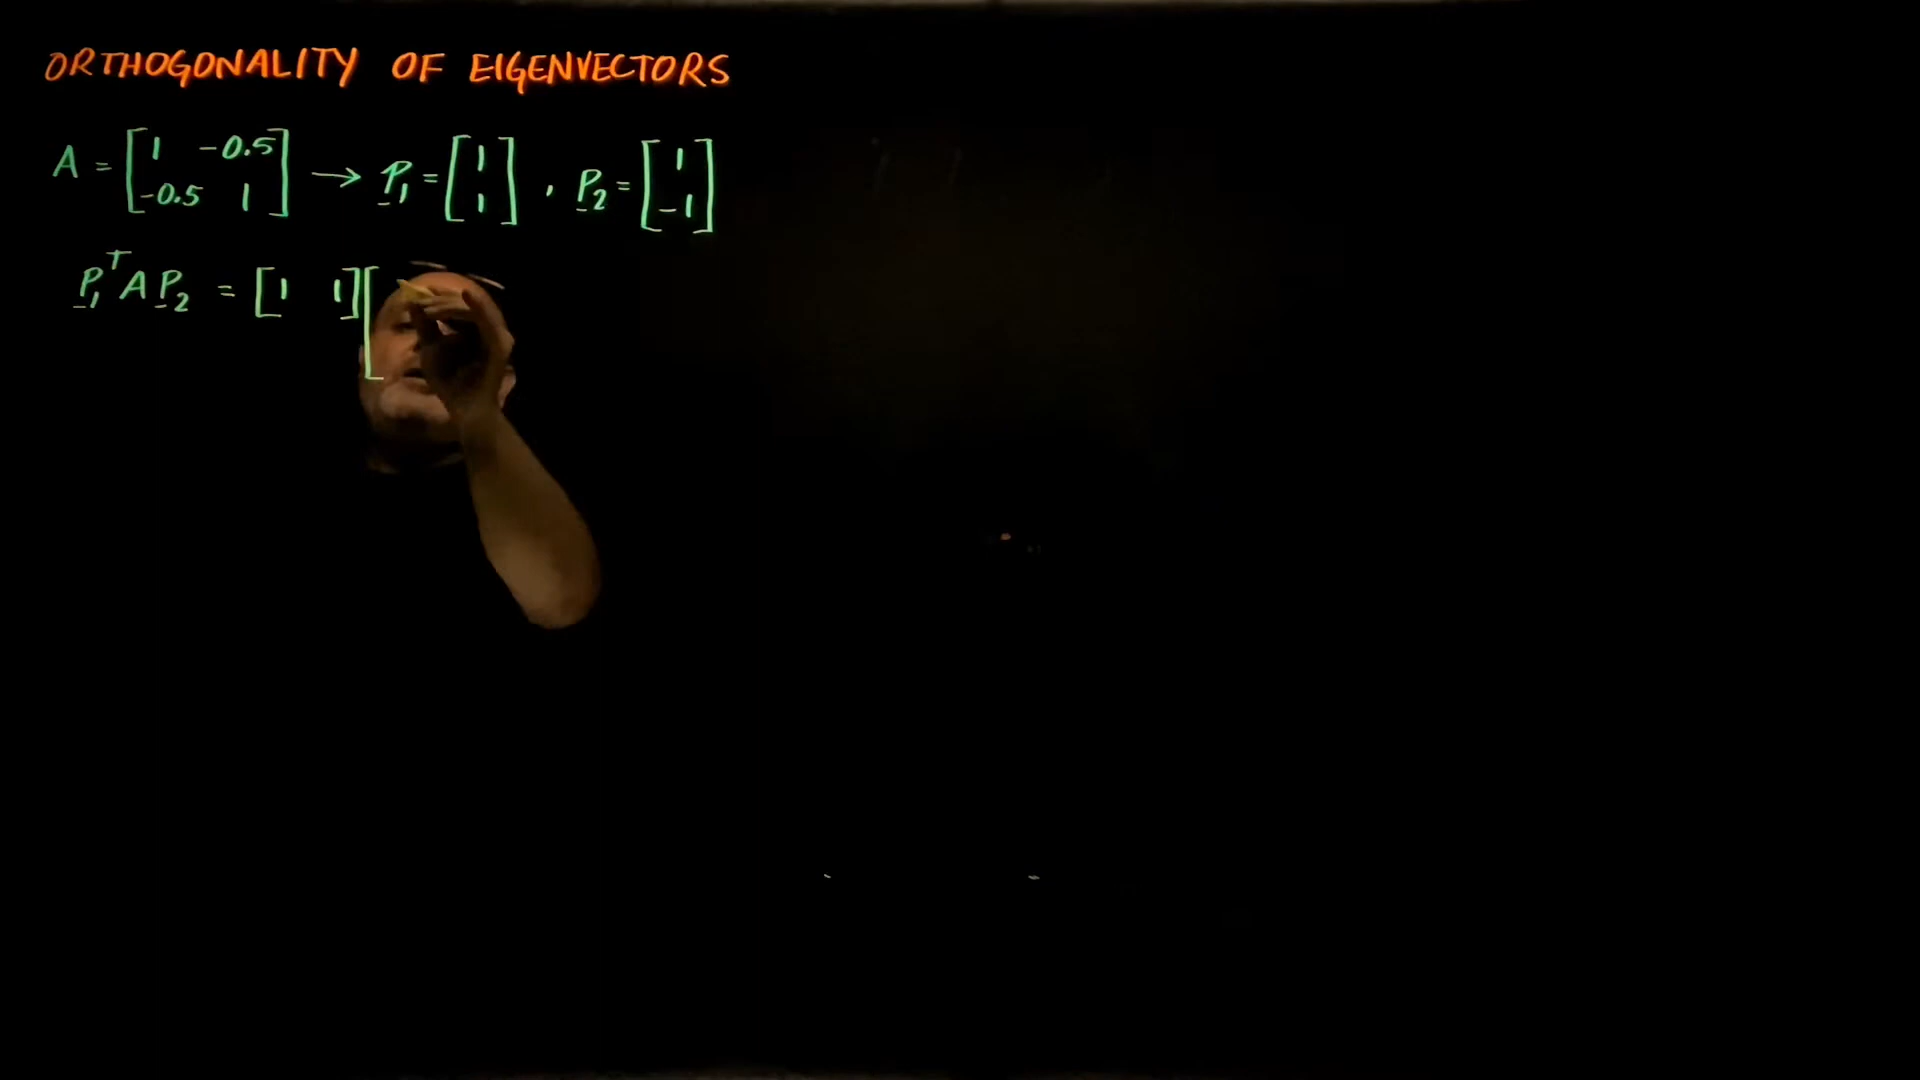 ORTHOGONALITY OF EIGENVECTORS
A = [1 -0.5; -0.5 1] → P₁ = [1; 1] , P₂ = [1; -1]
P₁ᵀ A P₂ = [1 1] [